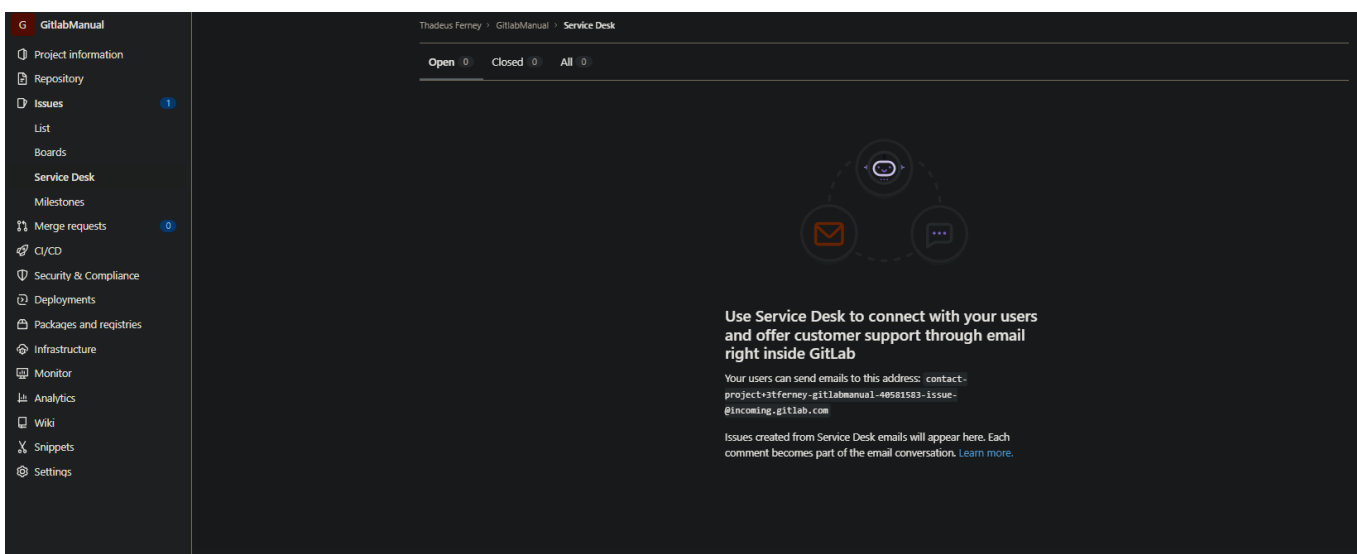 G GitlabManual
Project information
Repository
Issues 1
List
Boards
Service Desk
Milestones
Merge requests 0
CI/CD
Security & Compliance
Deployments
Packages and registries
Infrastructure
Monitor
Analytics
Wiki
Snippets
Settings
Thadeus Ferney > GitlabManual > Service Desk
Open 0 Closed 0 All 0
Use Service Desk to connect with your users
and offer customer support through email
right inside GitLab
Your users can send emails to this address: contact-
project+3tferney-gitlabmanual-40581583-issue-
@incoming.gitlab.com
Issues created from Service Desk emails will appear here. Each
comment becomes part of the email conversation. Learn more.